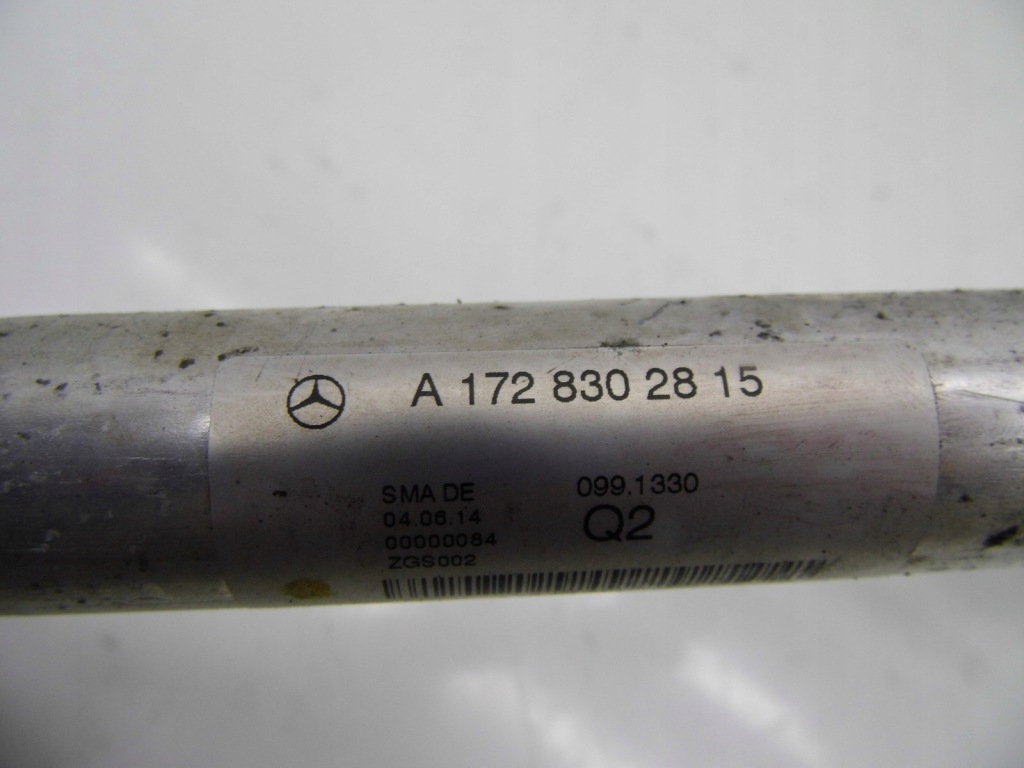 A 172 830 28 15
SMA DE
099.1330
04.06.14
Q2
00000084
ZGS002